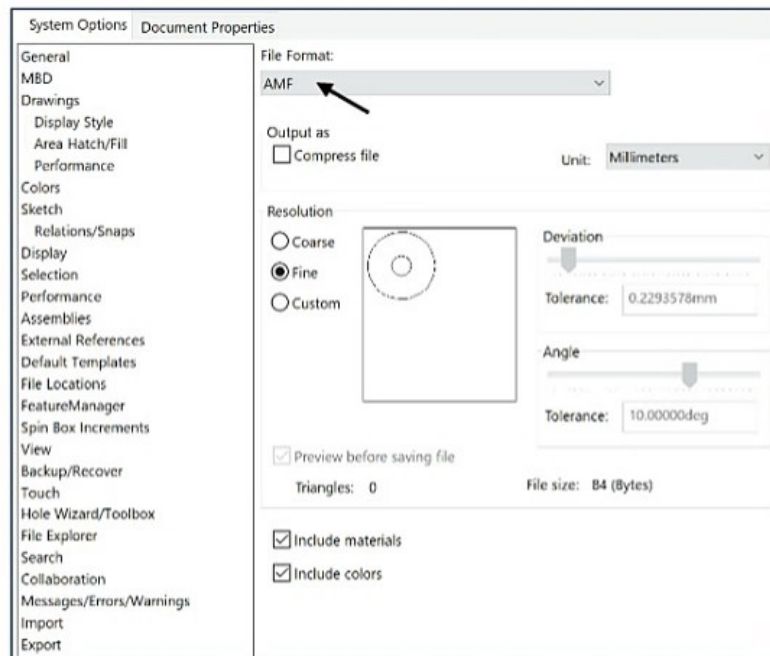 System Options
Document Properties
General
MBD
Drawings
Display Style
Area Hatch/Fill
Performance
Colors
Sketch
Relations/Snaps
Display
Selection
Performance
Assemblies
External References
Default Templates
File Locations
FeatureManager
Spin Box Increments
View
Backup/Recover
Touch
Hole Wizard/Toolbox
File Explorer
Search
Collaboration
Messages/Errors/Warnings
Import
Export
File Format:
AMF
Output as
Compress file
Unit: Millimeters
Resolution
Coarse
Fine
Custom
Deviation
Tolerance: 0.2293578mm
Angle
Tolerance: 10.00000deg
Preview before saving file
Triangles: 0
File size: 84 (Bytes)
Include materials
Include colors